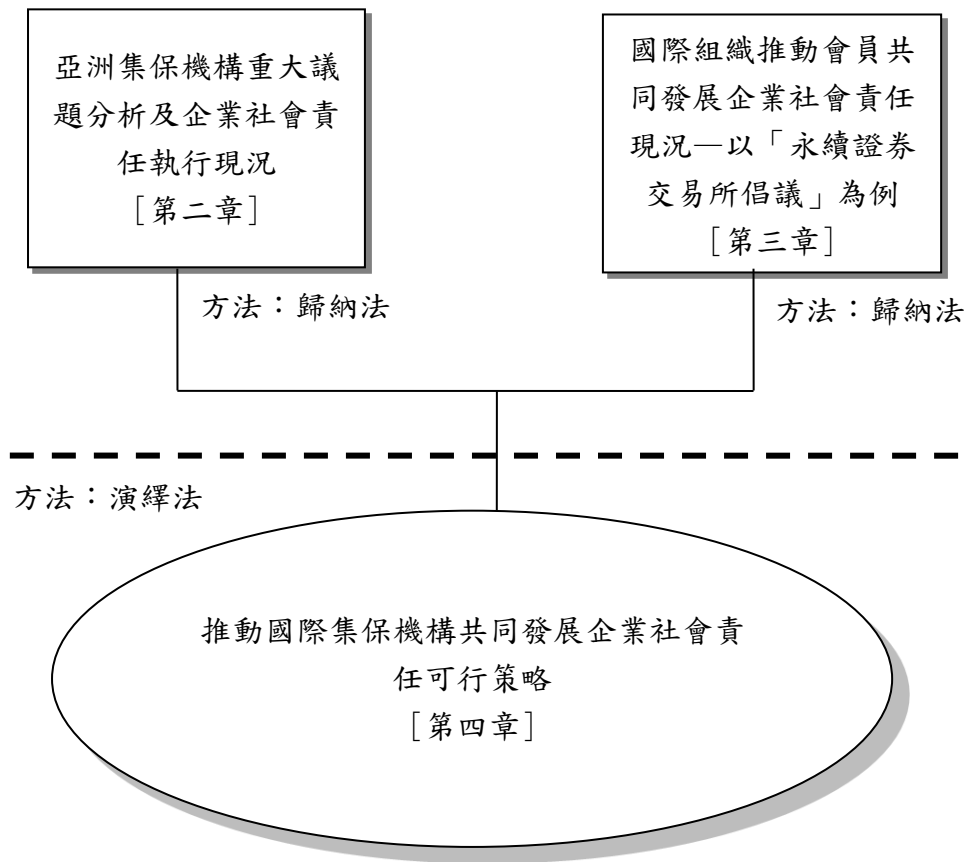 亞洲集保機構重大議
題分析及企業社會責
任執行現況
［第二章］
國際組織推動會員共
同發展企業社會責任
現況—以「永續證券
交易所倡議」為例
［第三章］
方法：歸納法
方法：歸納法
方法：演繹法
推動國際集保機構共同發展企業社會責
任可行策略
［第四章］